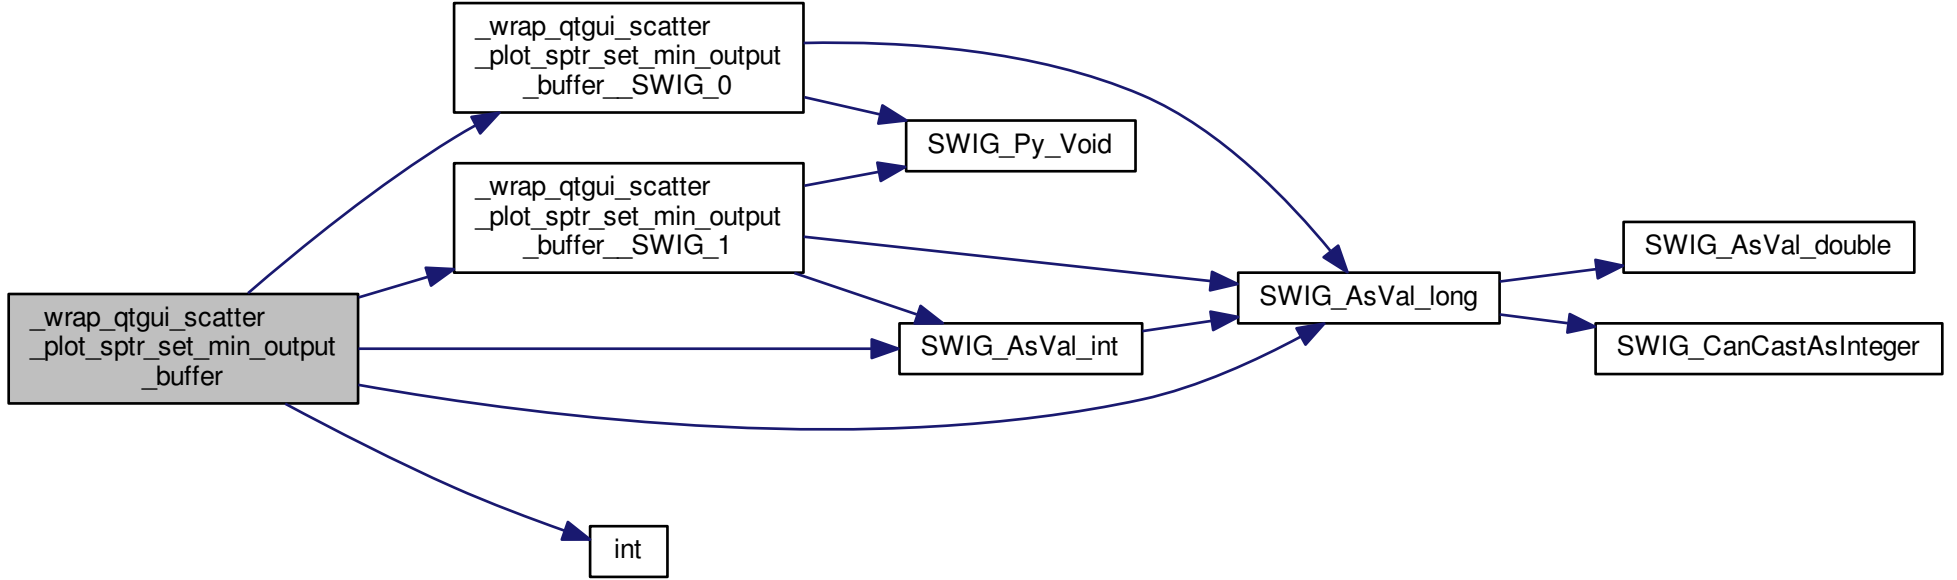 _wrap_qtgui_scatter
_plot_sptr_set_min_output
_buffer
_wrap_qtgui_scatter
_plot_sptr_set_min_output
_buffer__SWIG_0
_wrap_qtgui_scatter
_plot_sptr_set_min_output
_buffer__SWIG_1
SWIG_Py_Void
SWIG_AsVal_int
int
SWIG_AsVal_long
SWIG_AsVal_double
SWIG_CanCastAsInteger